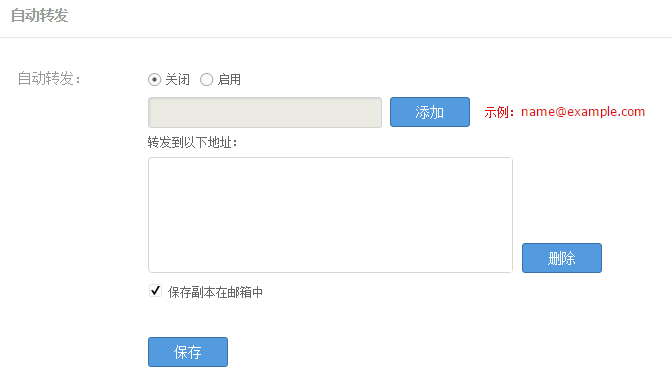 自动转发
自动转发：
关闭 启用
添加 示例：name@example.com
转发到以下地址：
删除
保存副本在邮箱中
保存